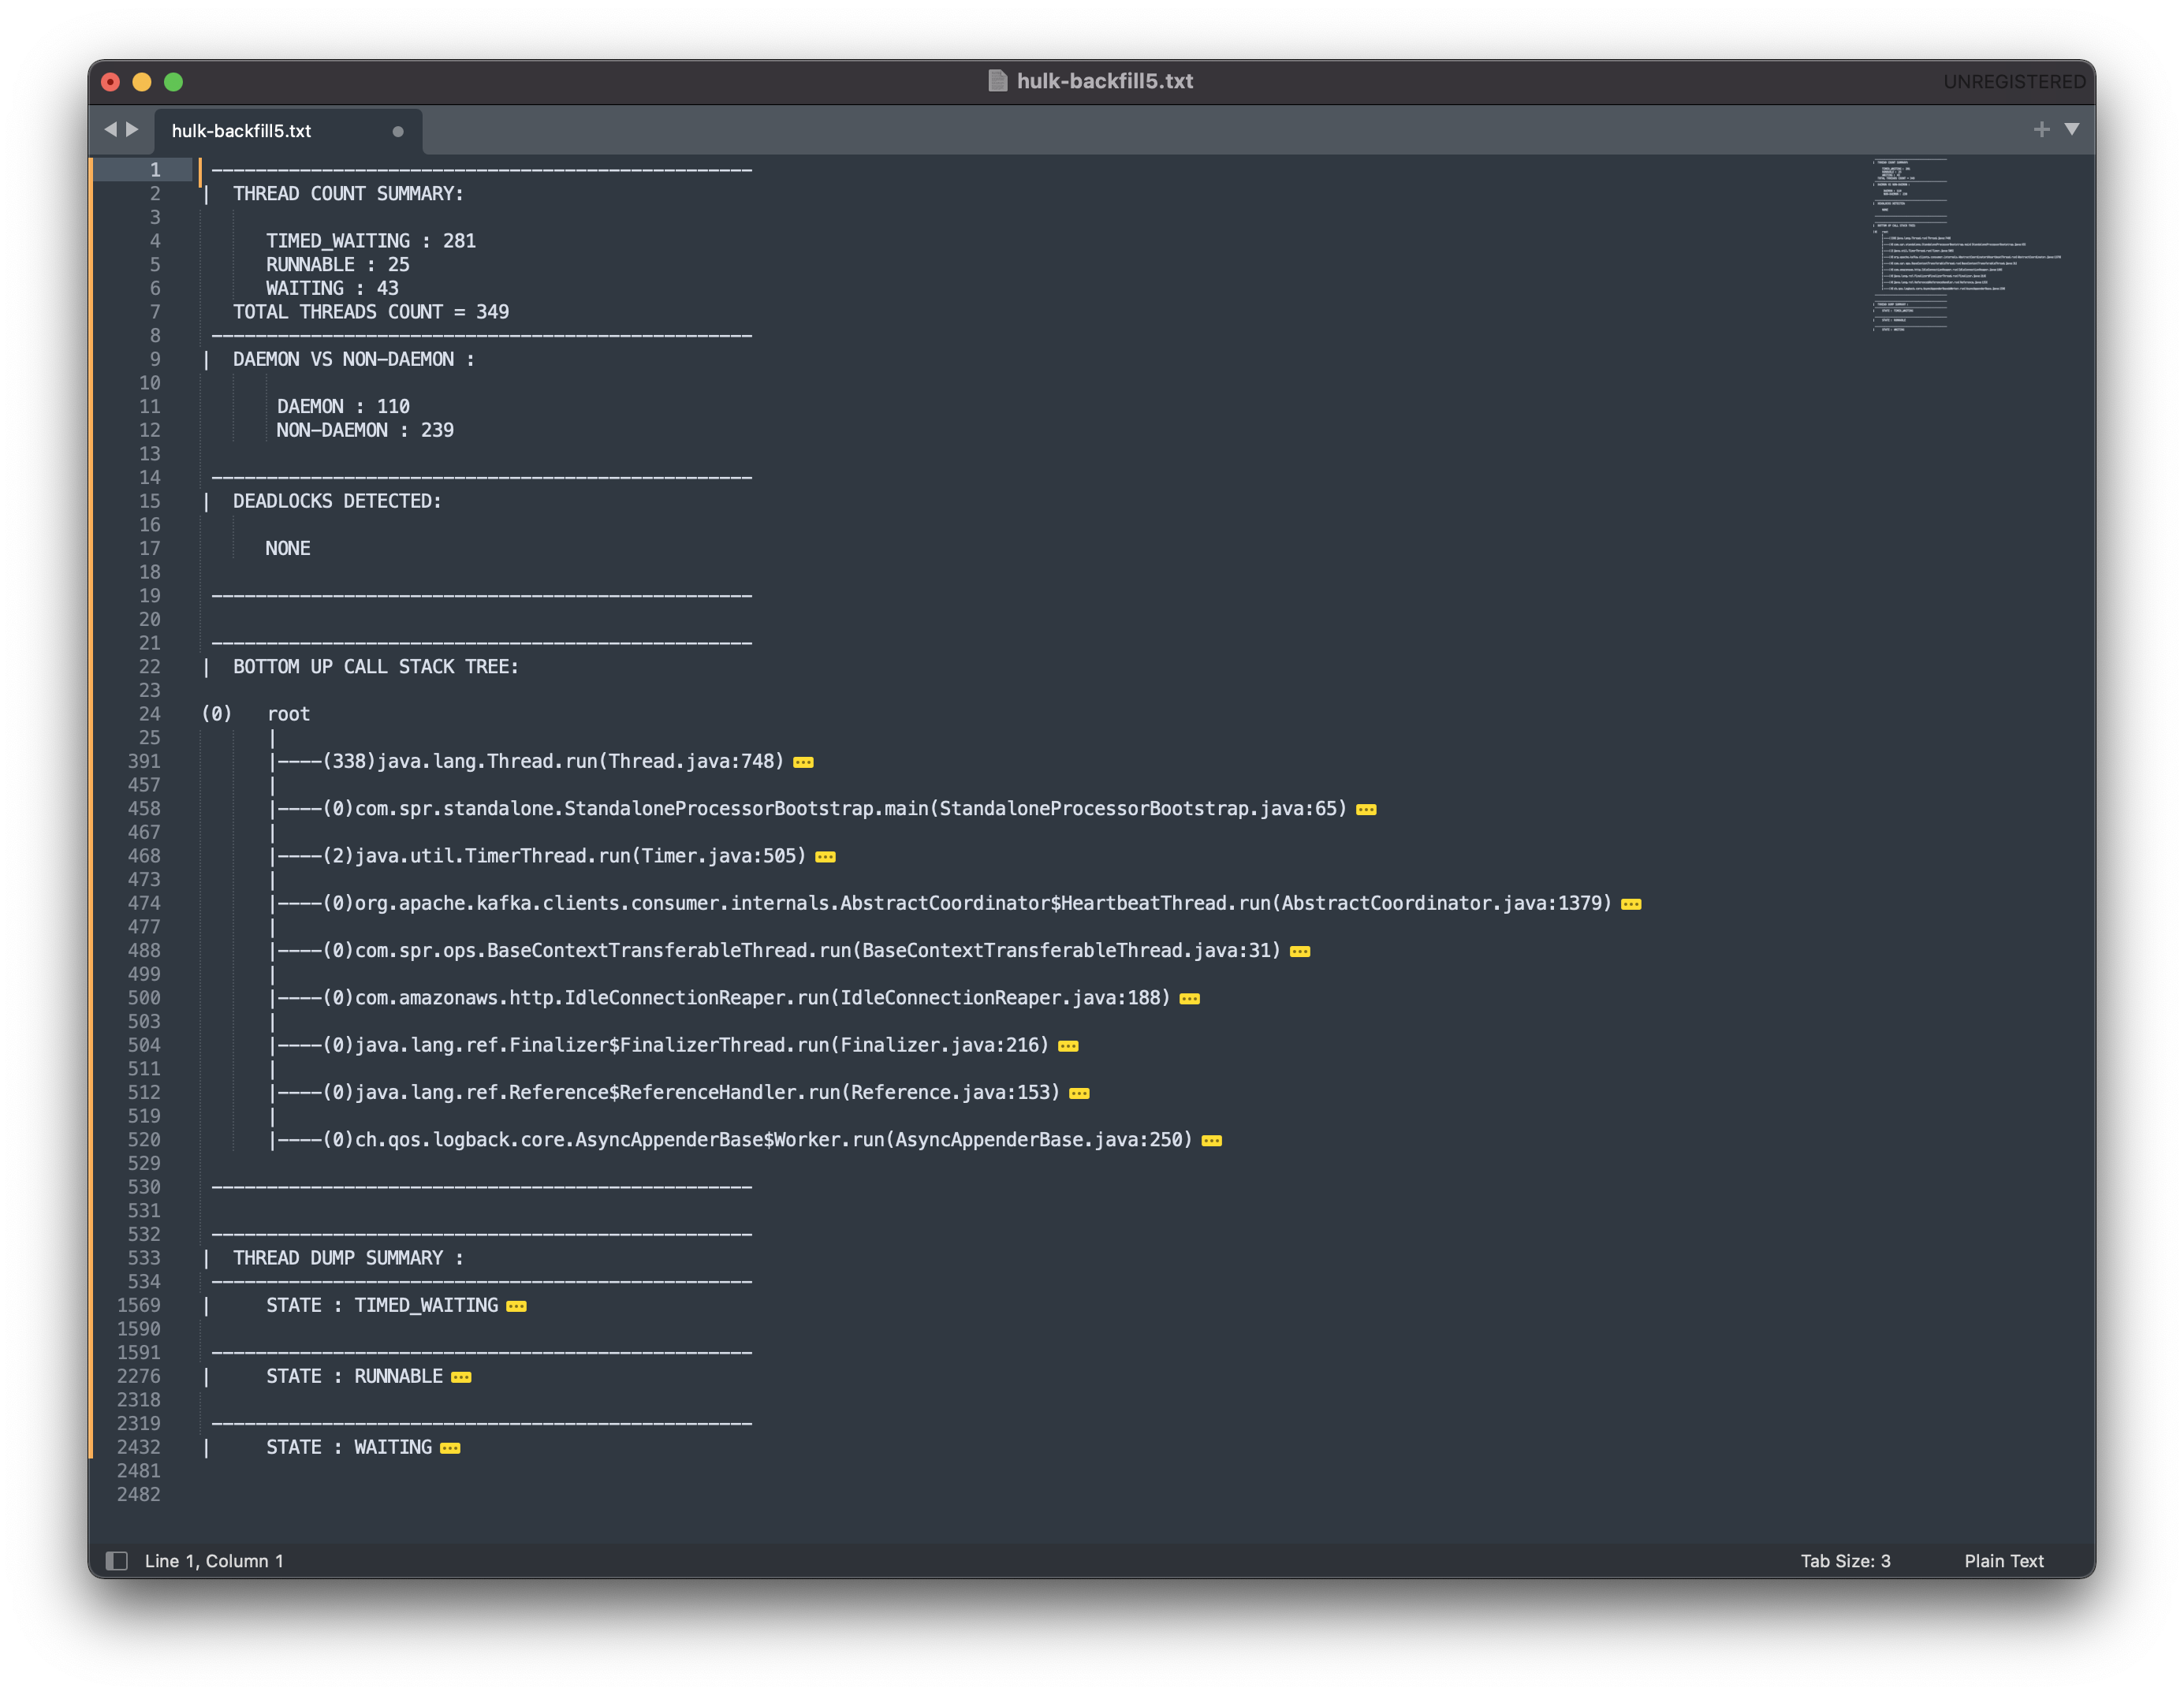 hulk-backfill5.txt
UNREGISTERED
hulk-backfill5.txt
1 -------------------------------------------------
2 | THREAD COUNT SUMMARY:
3
4 TIMED_WAITING : 281
5 RUNNABLE : 25
6 WAITING : 43
7 TOTAL THREADS COUNT = 349
8 -------------------------------------------------
9 | DAEMON VS NON-DAEMON :
10
11 DAEMON : 110
12 NON-DAEMON : 239
13
14 -------------------------------------------------
15 | DEADLOCKS DETECTED:
16
17 NONE
18
19 -------------------------------------------------
20
21 -------------------------------------------------
22 | BOTTOM UP CALL STACK TREE:
23
24 (0) root
25 |
391 |----(338)java.lang.Thread.run(Thread.java:748)
457 |
458 |----(0)com.spr.standalone.StandaloneProcessorBootstrap.main(StandaloneProcessorBootstrap.java:65)
467 |
468 |----(2)java.util.TimerThread.run(Timer.java:505)
473 |
474 |----(0)org.apache.kafka.clients.consumer.internals.AbstractCoordinator$HeartbeatThread.run(AbstractCoordinator.java:1379)
477 |
488 |----(0)com.spr.ops.BaseContextTransferableThread.run(BaseContextTransferableThread.java:31)
499 |
500 |----(0)com.amazonaws.http.IdleConnectionReaper.run(IdleConnectionReaper.java:188)
503 |
504 |----(0)java.lang.ref.Finalizer$FinalizerThread.run(Finalizer.java:216)
511 |
512 |----(0)java.lang.ref.Reference$ReferenceHandler.run(Reference.java:153)
519 |
520 |----(0)ch.qos.logback.core.AsyncAppenderBase$Worker.run(AsyncAppenderBase.java:250)
529
530 -------------------------------------------------
531
532 -------------------------------------------------
533 | THREAD DUMP SUMMARY :
534 -------------------------------------------------
1569 | STATE : TIMED_WAITING
1590
1591 -------------------------------------------------
2276 | STATE : RUNNABLE
2318
2319 -------------------------------------------------
2432 | STATE : WAITING
2481
2482
Line 1, Column 1
Tab Size: 3
Plain Text